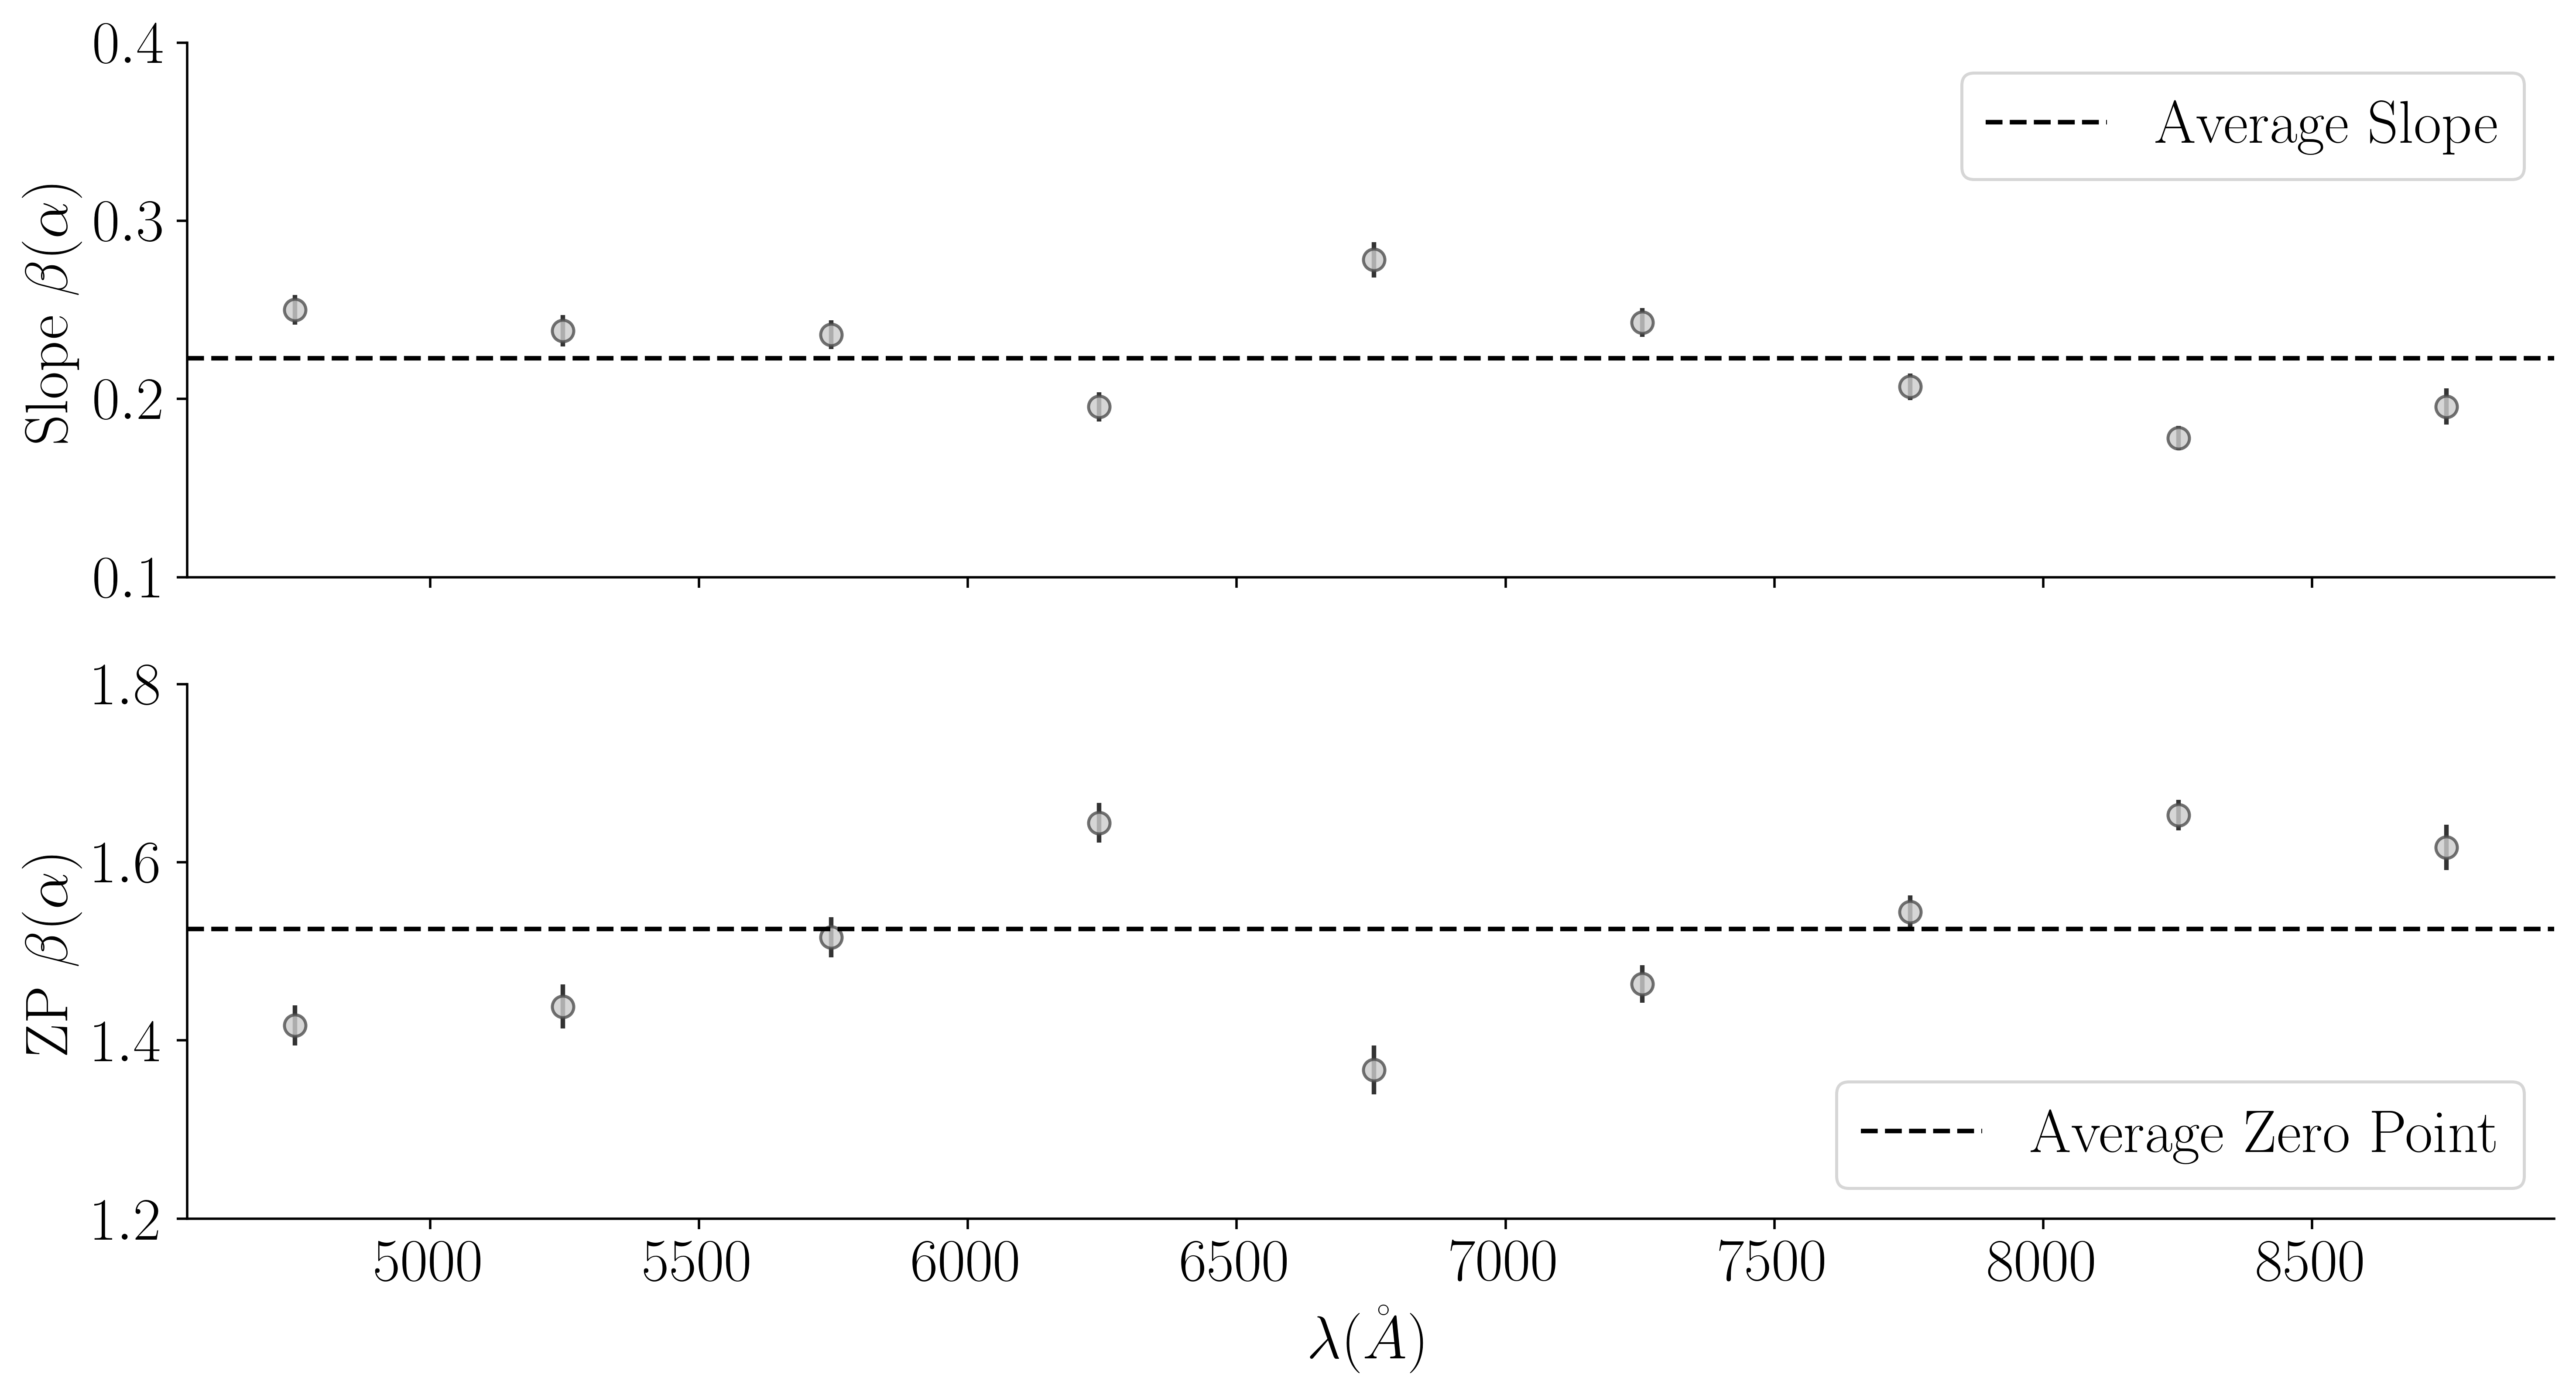 0.4
0.3
0.2
0.1
Slope β(α)
Average Slope
1.8
1.6
1.4
1.2
ZP β(α)
Average Zero Point
5000 5500 6000 6500 7000 7500 8000 8500
λ(Å)